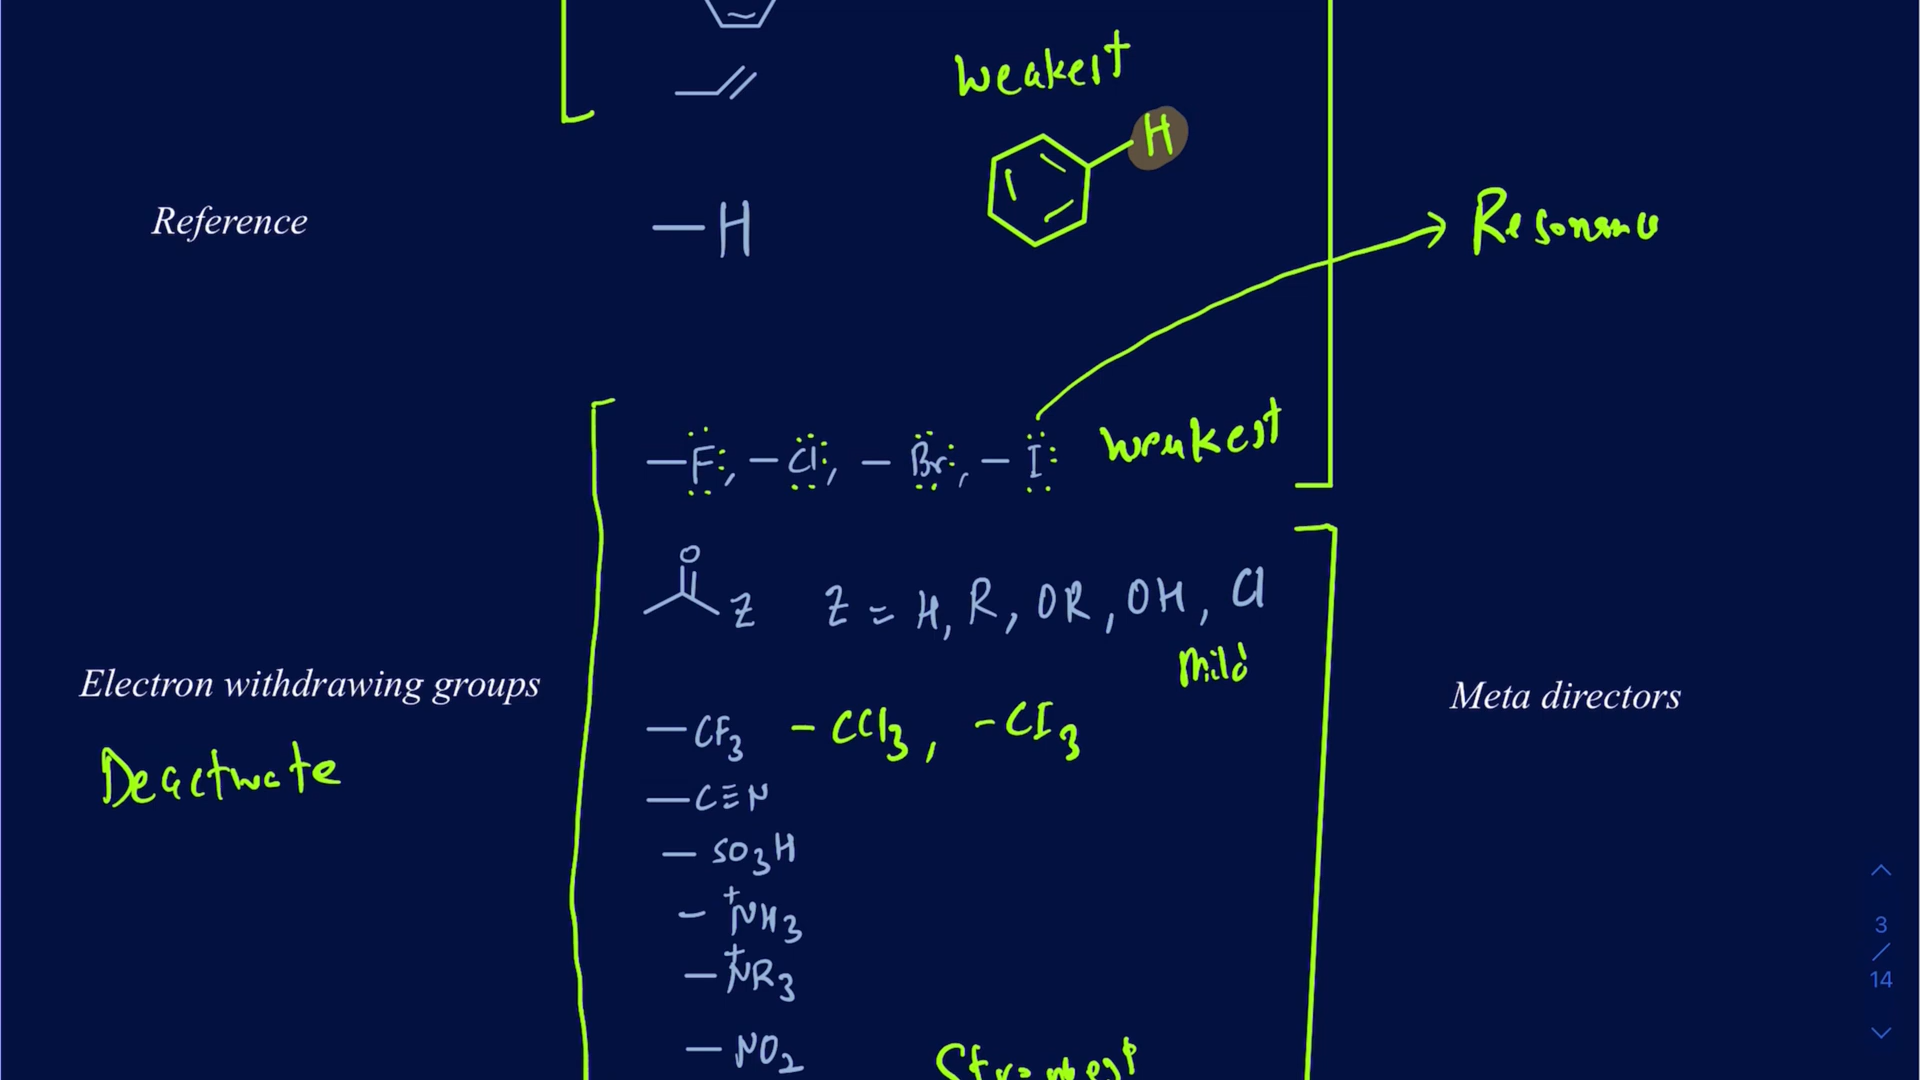 Weakest
H
Reference
—H
Resonance
—F:, —Cl:, —Br:, —I: Weakest
O
Z Z = H, R, OR, OH, Cl
Mild
Electron withdrawing groups
Meta directors
—CF₃ —CCl₃, —CI₃
Deactivate
—C≡N
—SO₃H
—⁺NH₃
3
/
14
—⁺NR₃
—NO₂ Strongest